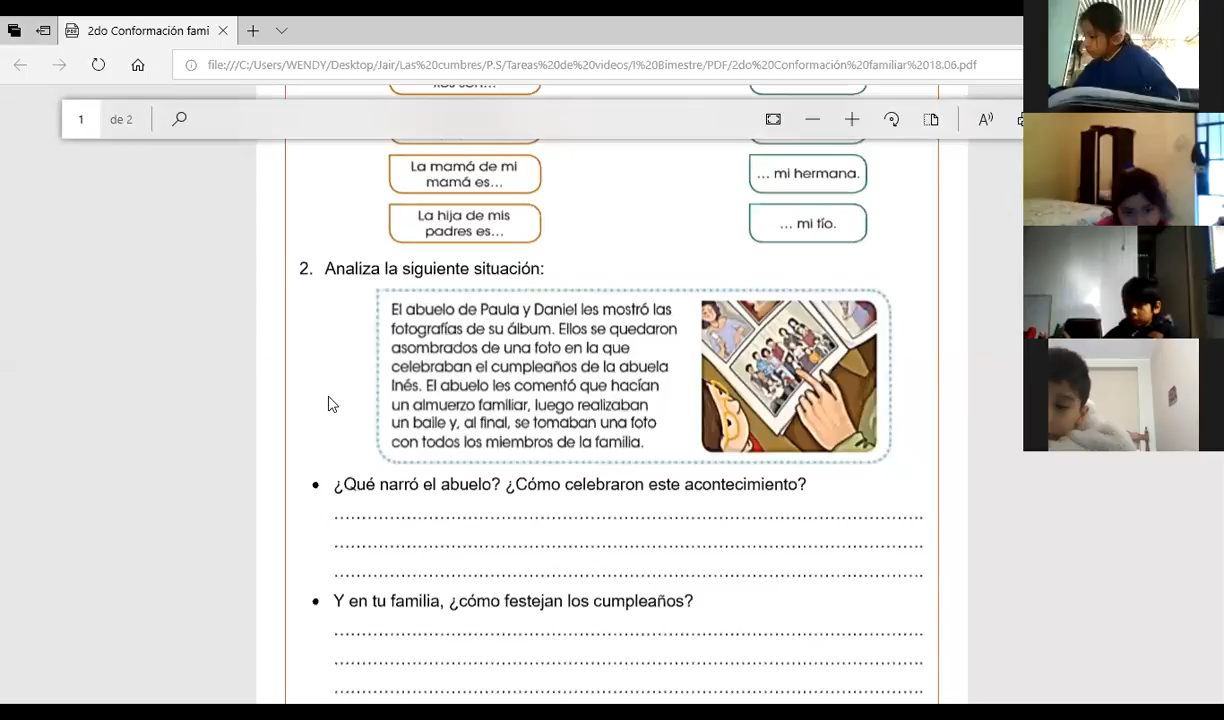 2do Conformación fami
file:///C:/Users/WENDY/Desktop/Jair/Las%20cumbres/P.S/Tareas%20de%20videos/I%20Bimestre/PDF/2do%20Conformación%20familiar%2018.06.pdf
1 de 2
La mamá de mi
mamá es...
... mi hermana.
La hija de mis
padres es...
... mi tío.
2. Analiza la siguiente situación:
El abuelo de Paula y Daniel les mostró las
fotografías de su álbum. Ellos se quedaron
asombrados de una foto en la que
celebraban el cumpleaños de la abuela
Inés. El abuelo les comentó que hacían
un almuerzo familiar, luego realizaban
un baile y, al final, se tomaban una foto
con todos los miembros de la familia.
• ¿Qué narró el abuelo? ¿Cómo celebraron este acontecimiento?
• Y en tu familia, ¿cómo festejan los cumpleaños?